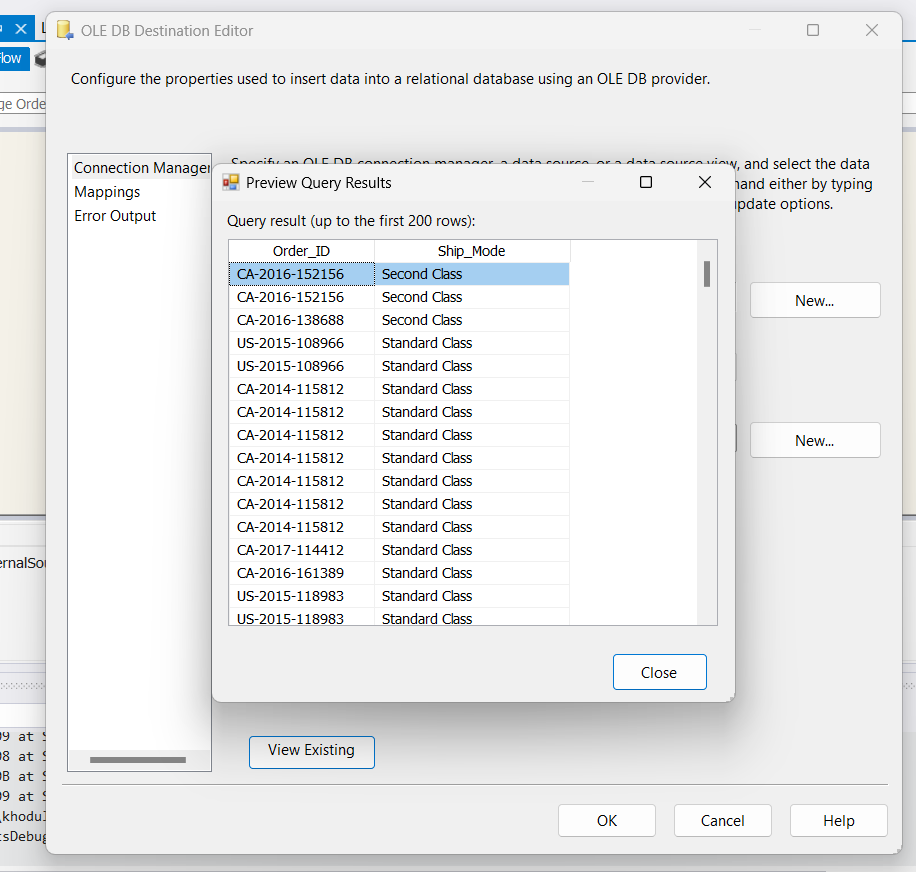 OLE DB Destination Editor
Configure the properties used to insert data into a relational database using an OLE DB provider.
Connection Manager
Mappings
Error Output
Specify an OLE DB connection manager, a data source, or a data source view, and select the data
and either by typing
update options.
Preview Query Results
Query result (up to the first 200 rows):
Order_ID Ship_Mode
CA-2016-152156 Second Class
CA-2016-152156 Second Class
CA-2016-138688 Second Class
US-2015-108966 Standard Class
US-2015-108966 Standard Class
CA-2014-115812 Standard Class
CA-2014-115812 Standard Class
CA-2014-115812 Standard Class
CA-2014-115812 Standard Class
CA-2014-115812 Standard Class
CA-2014-115812 Standard Class
CA-2014-115812 Standard Class
CA-2017-114412 Standard Class
CA-2016-161389 Standard Class
US-2015-118983 Standard Class
US-2015-118983 Standard Class
Close
New...
New...
View Existing
OK Cancel Help
low
ge Orde
ernalSou
09 at S
08 at S
0B at S
09 at S
\khodul
tsDebug